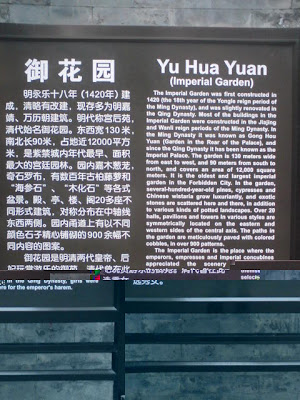 御花园
明永乐十八年（1420年）建
成，清略有改建，现存多为明嘉
靖、万历朝建筑。明代称宫后苑，
清代始名御花园。东西宽130米，
南北长90米，占地近12000平方
米，是紫禁城内年代最早、面积
最大的宫廷园林。园内嘉木葱茏，
奇石罗布，有数百年古柏藤萝和
“海参石”、“木化石”等各式
盆景。殿、亭、楼、阁20多座不
同形制建筑，对称分布在中轴线
东西两侧。园内甬道有以不同
颜色石子精心铺砌的900余幅不
同内容的图案。
御花园是明清两代皇帝、后
Yu Hua Yuan
(Imperial Garden)
The Imperial Garden was first constructed in
1420 (the 18th year of the Yongle reign period of
the Ming Dynasty), and was slightly renovated in
the Qing Dynasty. Most of the buildings in the
Imperial Garden were constructed in the Jiajing
and Wanli reign periods of the Ming Dynasty. In
the Ming Dynasty it was known as Gong Hou
Yuan (Garden in the Rear of the Palace), and
since the Qing Dynasty it has been known as the
Imperial Palace. The garden is 130 meters wide
from east to west, and 90 meters from south to
north, and covers an area of 12,000 square
meters. It is the oldest and largest imperial
garden in the Forbidden City. In the garden,
several-hundred-year-old pines, cypresses and
Chinese wistaria grow luxuriantly, and exotic
stones are scattered here and there, in addition
to various kinds of potted landscapes. Over 20
halls, pavilions and towers in various styles are
symmetrically located on the eastern and
western sides of the central axis. The paths in
the garden are meticulously paved with colored
pebbles, in over 900 patterns.
The Imperial Garden is the place where the
emperors, empresses and Imperial concubines
appreciated the scenery
in the Qing Dynasty, girls were
for the emperor's harem.